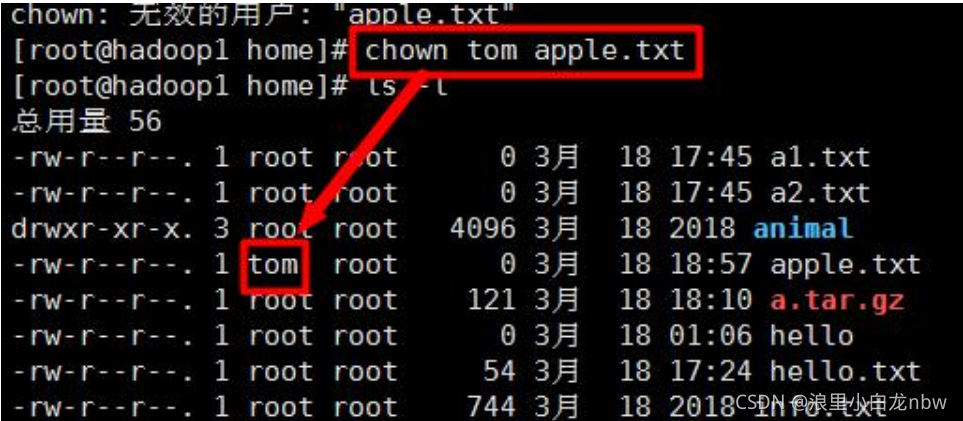 chown: 无效的用户: "apple.txt"
[root@hadoop1 home]# chown tom apple.txt
[root@hadoop1 home]# ls -l
总用量 56
-rw-r--r--. 1 root root 0 3月 18 17:45 a1.txt
-rw-r--r--. 1 root root 0 3月 18 17:45 a2.txt
drwxr-xr-x. 3 root root 4096 3月 18 2018 animal
-rw-r--r--. 1 tom root 0 3月 18 18:57 apple.txt
-rw-r--r--. 1 root root 121 3月 18 18:10 a.tar.gz
-rw-r--r--. 1 root root 0 3月 18 01:06 hello
-rw-r--r--. 1 root root 54 3月 18 17:24 hello.txt
-rw-r--r--. 1 root root 744 3月 18 2018 info.txt
CSDN @浪里小白龙nbw